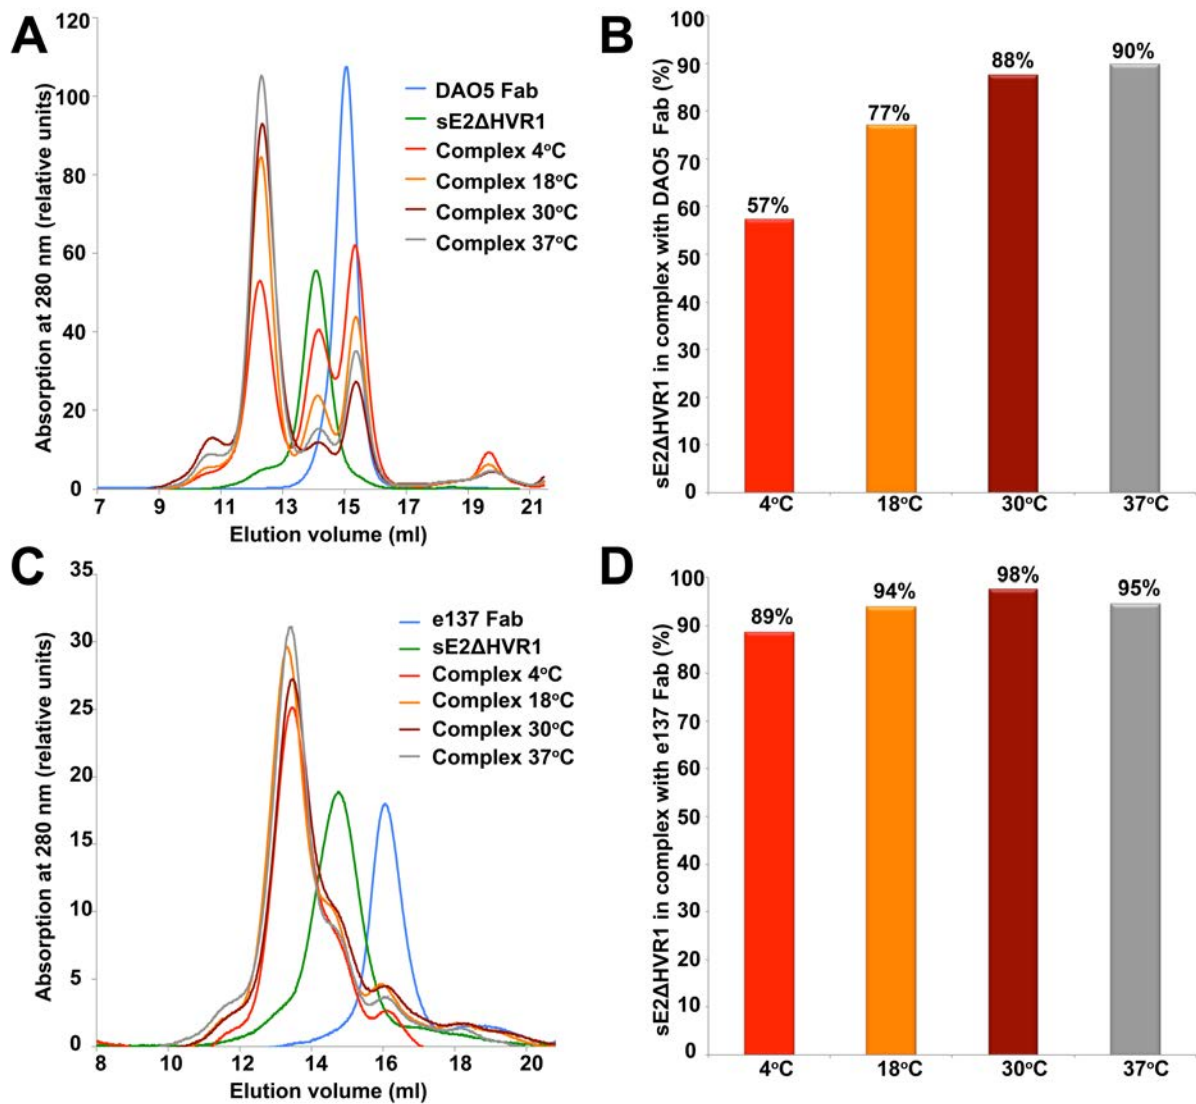 A
Absorption at 280 nm (relative units)
120
100
80
60
40
20
0
7 9 11 13 15 17 19 21
Elution volume (ml)
DAO5 Fab
sE2ΔHVR1
Complex 4°C
Complex 18°C
Complex 30°C
Complex 37°C
B
sE2ΔHVR1 in complex with DAO5 Fab (%)
100
90
80
70
60
50
40
30
20
10
0
57%
77%
88%
90%
4°C 18°C 30°C 37°C
C
Absorption at 280 nm (relative units)
35
30
25
20
15
10
5
0
8 10 12 14 16 18 20
Elution volume (ml)
e137 Fab
sE2ΔHVR1
Complex 4°C
Complex 18°C
Complex 30°C
Complex 37°C
D
sE2ΔHVR1 in complex with e137 Fab (%)
100
90
80
70
60
50
40
30
20
10
0
89%
94%
98%
95%
4°C 18°C 30°C 37°C